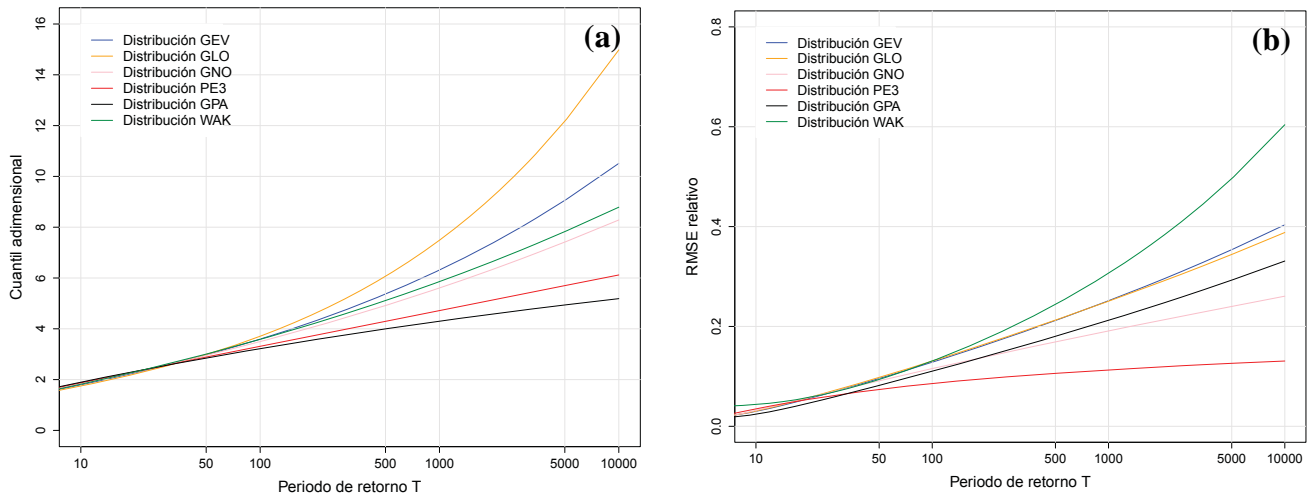 (a)
Cuantil adimensional
16
14
12
10
8
6
4
2
0
Distribución GEV
Distribución GLO
Distribución GNO
Distribución PE3
Distribución GPA
Distribución WAK
10
50
100
500
1000
5000
10000
Periodo de retorno T
(b)
RMSE relativo
0.8
0.6
0.4
0.2
0.0
Distribución GEV
Distribución GLO
Distribución GNO
Distribución PE3
Distribución GPA
Distribución WAK
10
50
100
500
1000
5000
10000
Periodo de retorno T